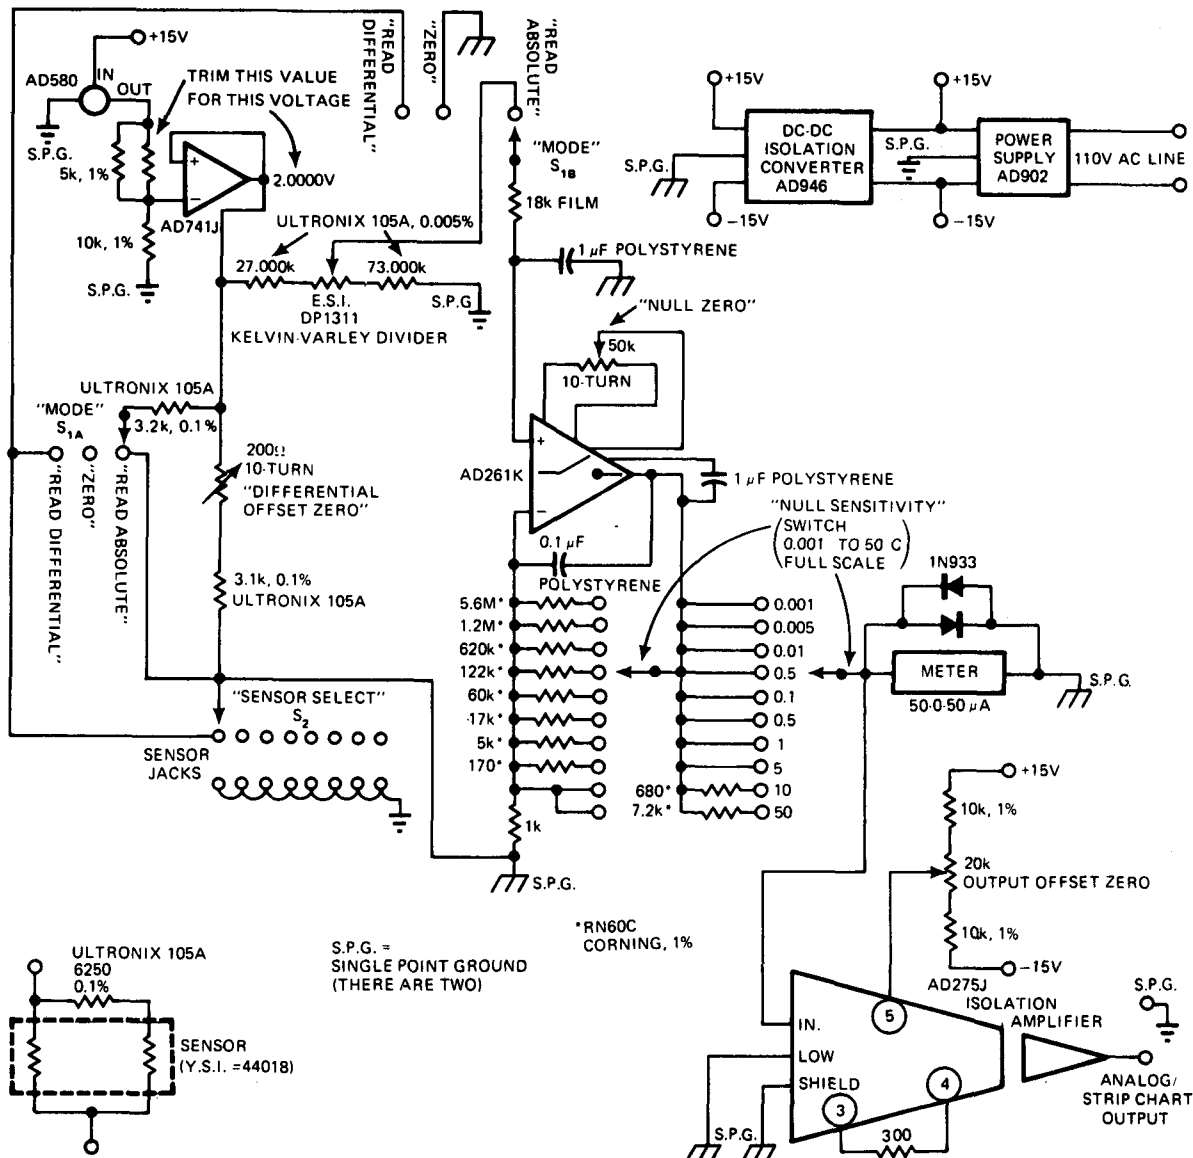 +15V
AD580
IN
OUT
TRIM THIS VALUE
FOR THIS VOLTAGE
S.P.G.
5k, 1%
+
−
2.0000V
AD741J
10k, 1%
S.P.G.
"READ
DIFFERENTIAL"
"ZERO"
"READ
ABSOLUTE"
"MODE"
S1B
18k FILM
ULTRONIX 105A, 0.005%
27.000k
73.000k
E.S.I.
DP1311
KELVIN-VARLEY DIVIDER
S.P.G
1 µF POLYSTYRENE
+15V
+15V
DC-DC
ISOLATION
CONVERTER
AD946
S.P.G.
S.P.G.
POWER
SUPPLY
AD902
110V AC LINE
−15V
−15V
"NULL ZERO"
50k
10-TURN
ULTRONIX 105A
"MODE"
S1A
3.2k, 0.1%
"READ DIFFERENTIAL"
"ZERO"
"READ ABSOLUTE"
200Ω
10-TURN
"DIFFERENTIAL
OFFSET ZERO"
3.1k, 0.1%
ULTRONIX 105A
+
AD261K
−
1 µF POLYSTYRENE
0.1 µF
POLYSTYRENE
"NULL SENSITIVITY"
SWITCH
0.001 TO 50 C
FULL SCALE
1N933
5.6M*
1.2M*
620k*
122k*
60k*
17k*
5k*
170*
1k
0.001
0.005
0.01
0.5
0.1
0.5
1
5
680* 10
7.2k* 50
METER
50-0-50 µA
S.P.G.
"SENSOR SELECT"
S2
SENSOR
JACKS
S.P.G.
+15V
10k, 1%
20k
OUTPUT OFFSET ZERO
10k, 1%
−15V
*RN60C
CORNING, 1%
S.P.G. =
SINGLE POINT GROUND
(THERE ARE TWO)
ULTRONIX 105A
6250
0.1%
SENSOR
(Y.S.I. =44018)
AD275J
ISOLATION
AMPLIFIER
5
IN.
LOW
SHIELD
3
4
300
S.P.G.
S.P.G.
ANALOG/
STRIP CHART
OUTPUT